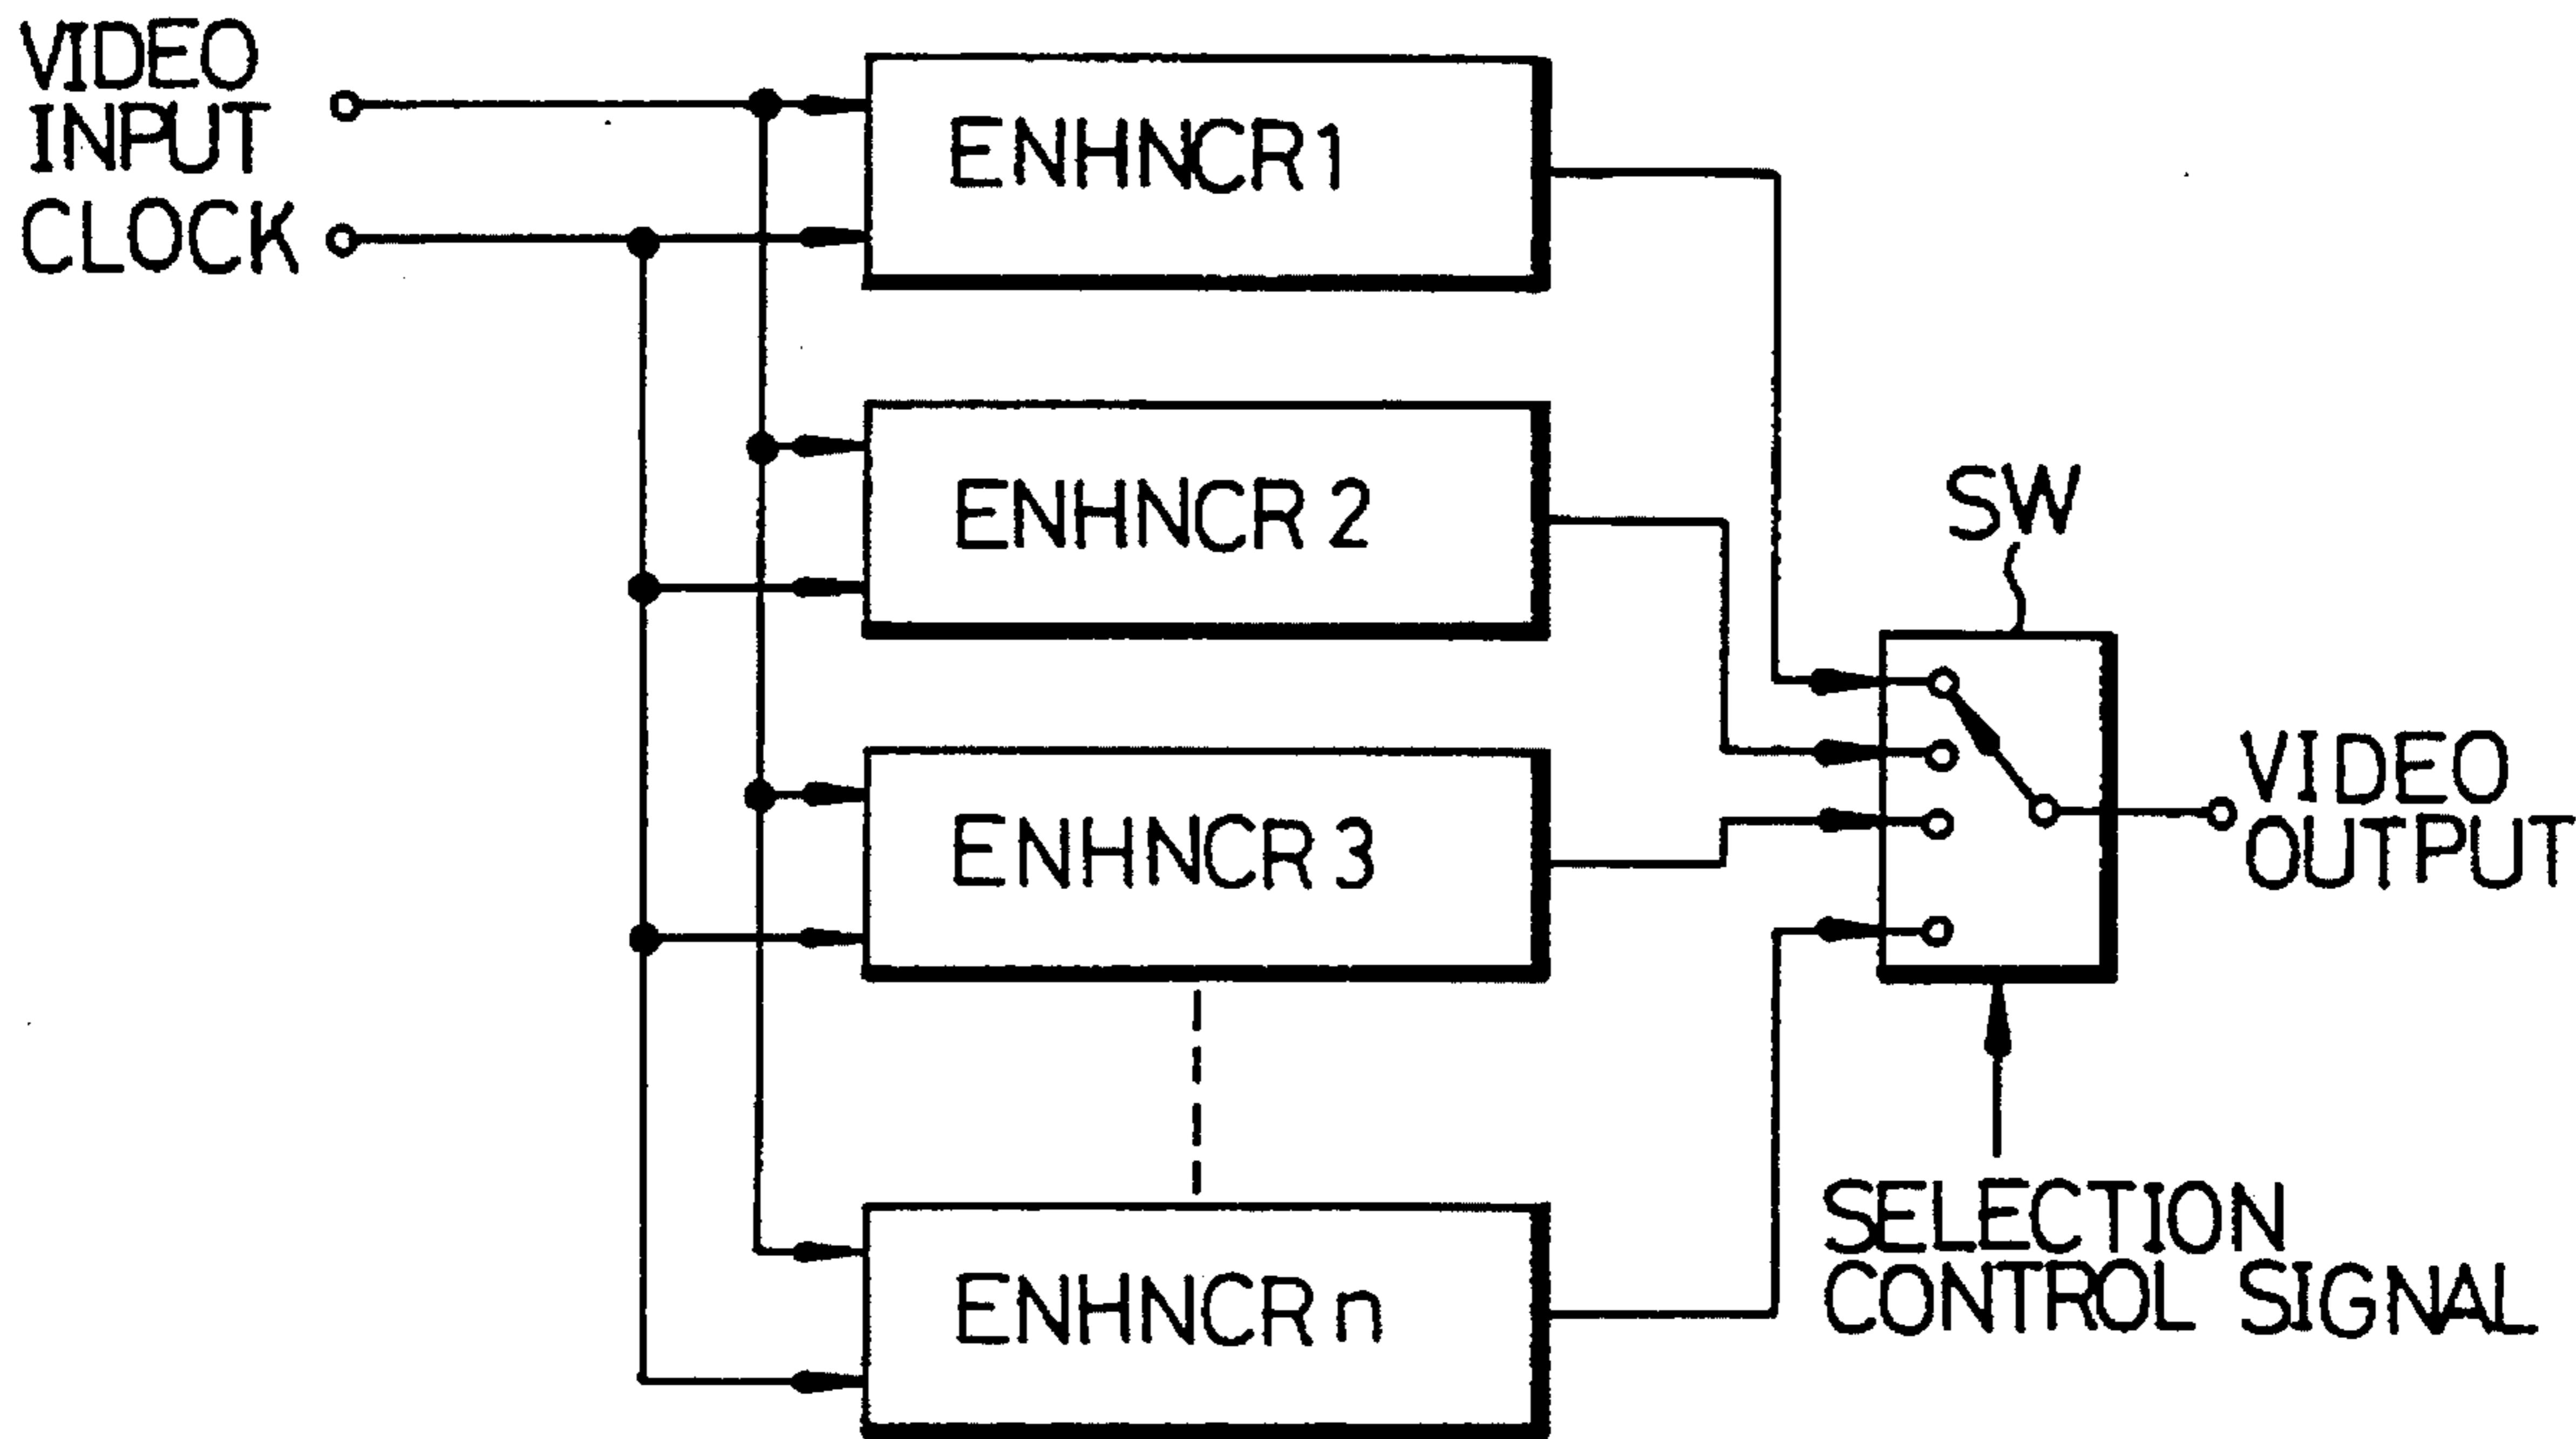 VIDEO
INPUT
CLOCK
ENHNCR 1
ENHNCR 2
ENHNCR 3
ENHNCR n
SW
VIDEO
OUTPUT
SELECTION
CONTROL SIGNAL